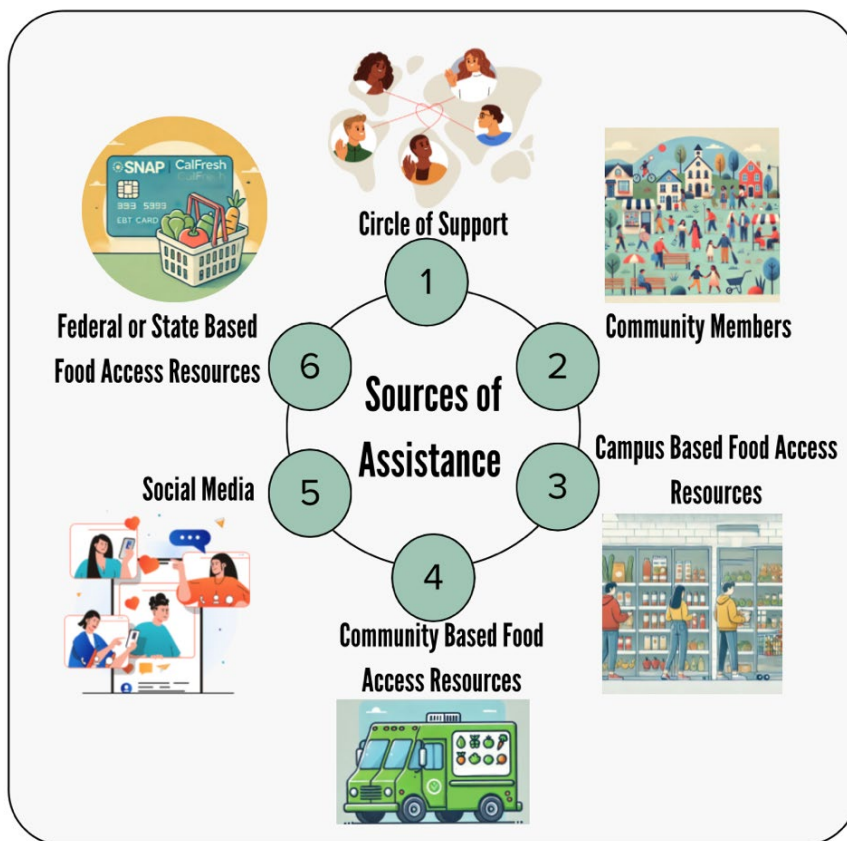 Circle of Support
1
Community Members
2
Campus Based Food Access
Resources
3
4
Community Based Food
Access Resources
Social Media
5
Federal or State Based
Food Access Resources
6
SNAP CalFresh
CalFresh
EBT CARD
Sources of
Assistance